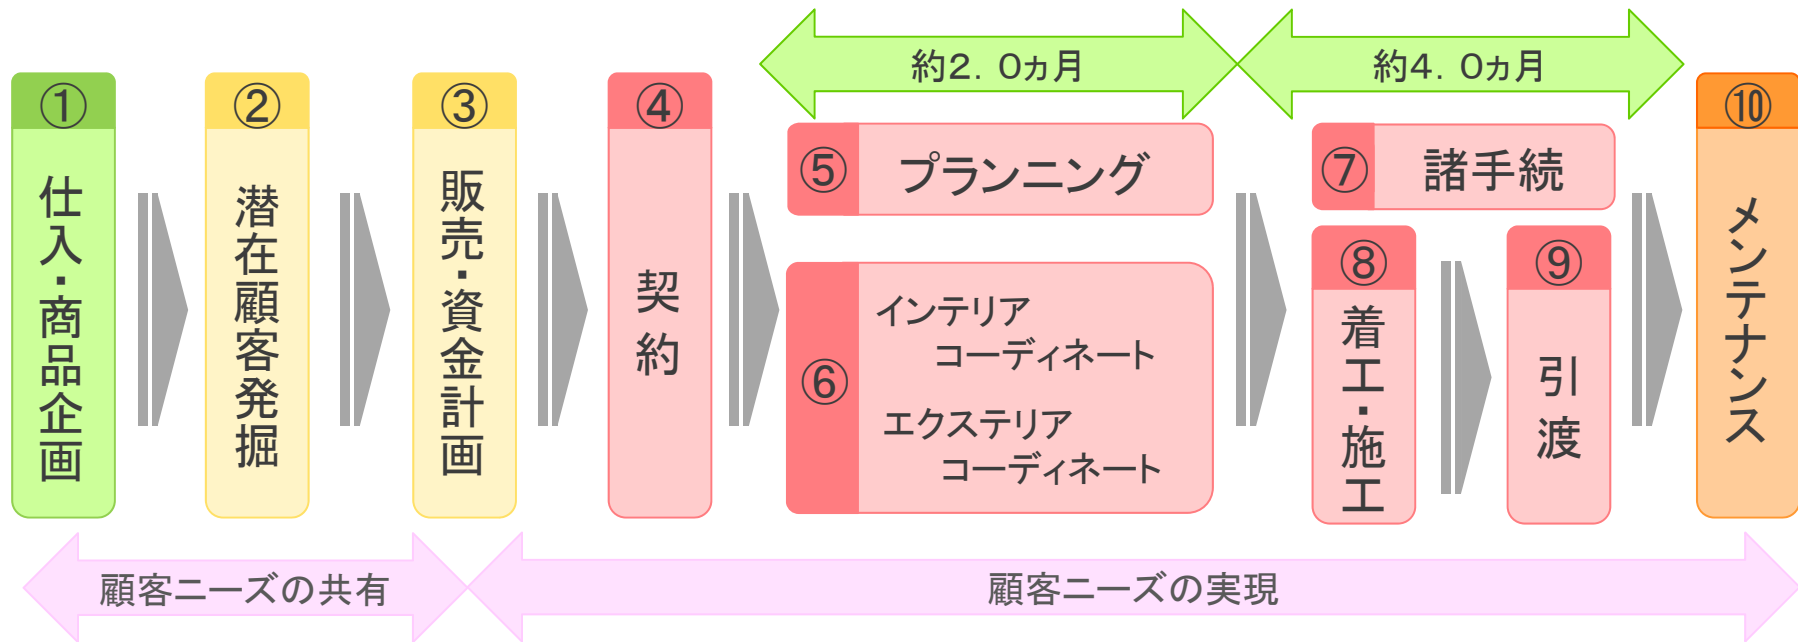 約2．0ヵ月
約4．0ヵ月
①
仕入・商品企画
②
潜在顧客発掘
③
販売・資金計画
④
契約
⑤
プランニング
⑥
インテリア
コーディネート
エクステリア
コーディネート
⑦
諸手続
⑧
着工・施工
⑨
引渡
⑩
メンテナンス
顧客ニーズの共有
顧客ニーズの実現